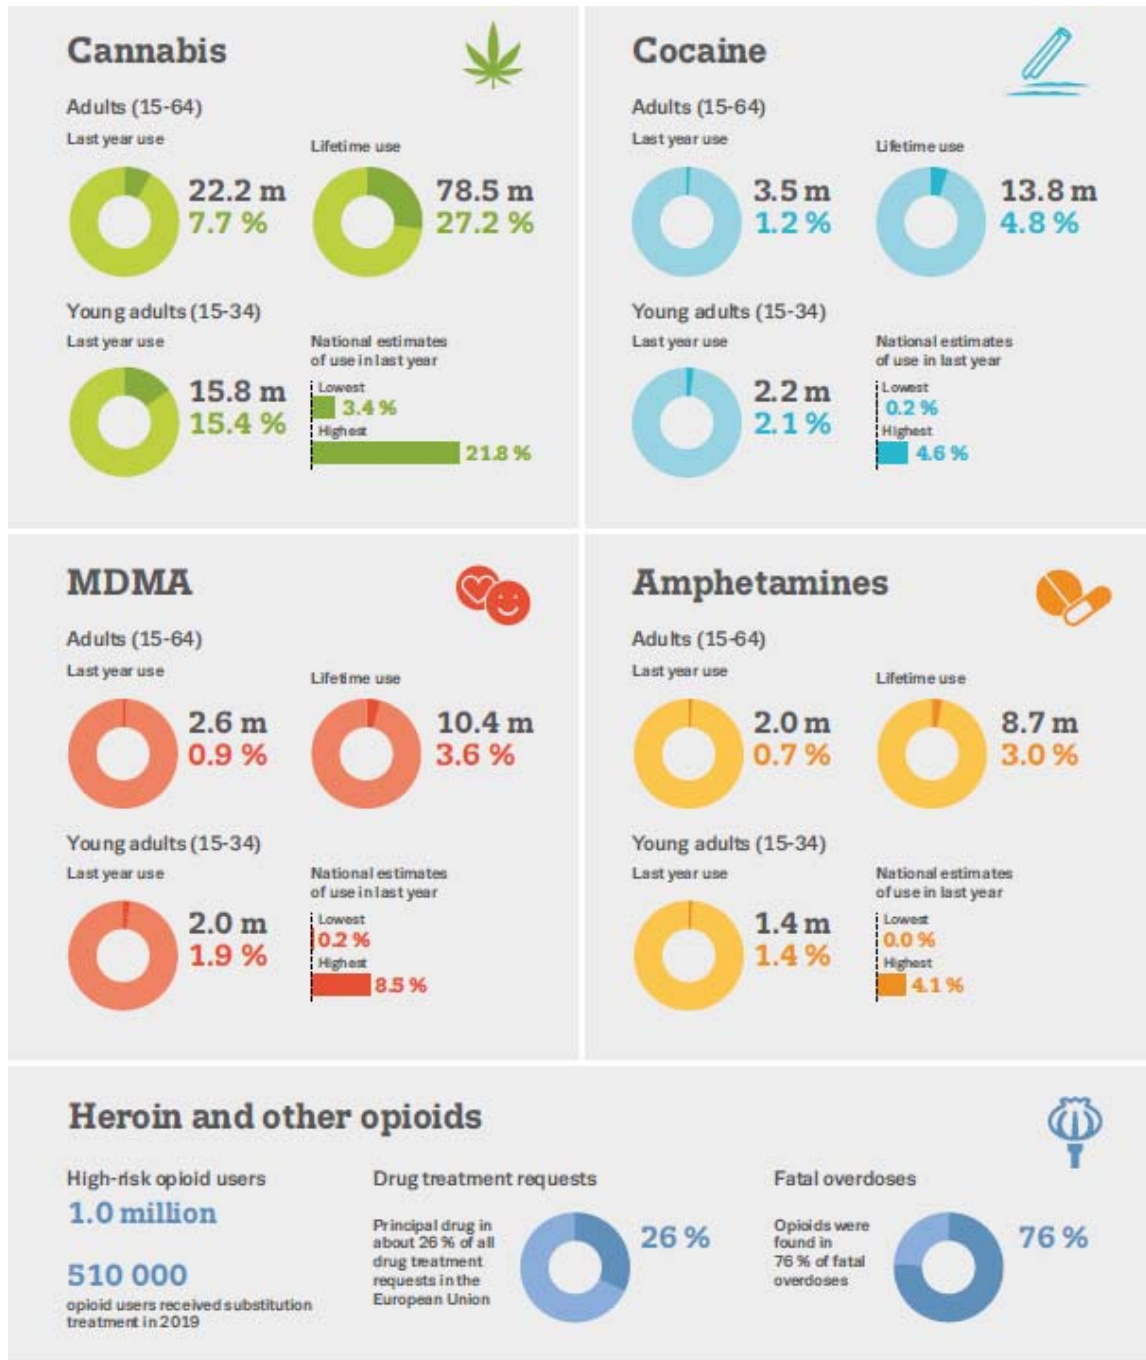 Cannabis
Adults (15-64)
Last year use
Lifetime use
22.2 m
7.7 %
78.5 m
27.2 %
Young adults (15-34)
Last year use
National estimates
of use in last year
15.8 m
15.4 %
Lowest
3.4 %
Highest
21.8 %
Cocaine
Adults (15-64)
Last year use
Lifetime use
3.5 m
1.2 %
13.8 m
4.8 %
Young adults (15-34)
Last year use
National estimates
of use in last year
2.2 m
2.1 %
Lowest
0.2 %
Highest
4.6 %
MDMA
Adults (15-64)
Last year use
Lifetime use
2.6 m
0.9 %
10.4 m
3.6 %
Young adults (15-34)
Last year use
National estimates
of use in last year
2.0 m
1.9 %
Lowest
0.2 %
Highest
8.5 %
Amphetamines
Adults (15-64)
Last year use
Lifetime use
2.0 m
0.7 %
8.7 m
3.0 %
Young adults (15-34)
Last year use
National estimates
of use in last year
1.4 m
1.4 %
Lowest
0.0 %
Highest
4.1 %
Heroin and other opioids
High-risk opioid users
1.0 million
510 000
opioid users received substitution
treatment in 2019
Drug treatment requests
Principal drug in
about 26 % of all
drug treatment
requests in the
European Union
26 %
Fatal overdoses
Opioids were
found in
76 % of fatal
overdoses
76 %